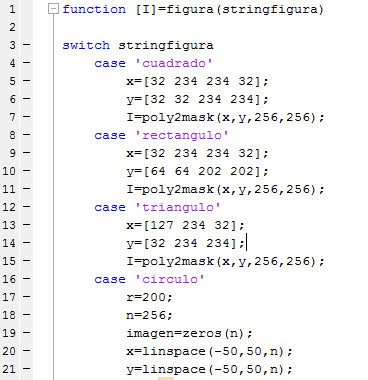 1 function [I]=figura(stringfigura)
2
3 switch stringfigura
4 case 'cuadrado'
5 x=[32 234 234 32];
6 y=[32 32 234 234];
7 I=poly2mask(x,y,256,256);
8 case 'rectangulo'
9 x=[32 234 234 32];
10 y=[64 64 202 202];
11 I=poly2mask(x,y,256,256);
12 case 'triangulo'
13 x=[127 234 32];
14 y=[32 234 234];
15 I=poly2mask(x,y,256,256);
16 case 'circulo'
17 r=200;
18 n=256;
19 imagen=zeros(n);
20 x=linspace(-50,50,n);
21 y=linspace(-50,50,n);